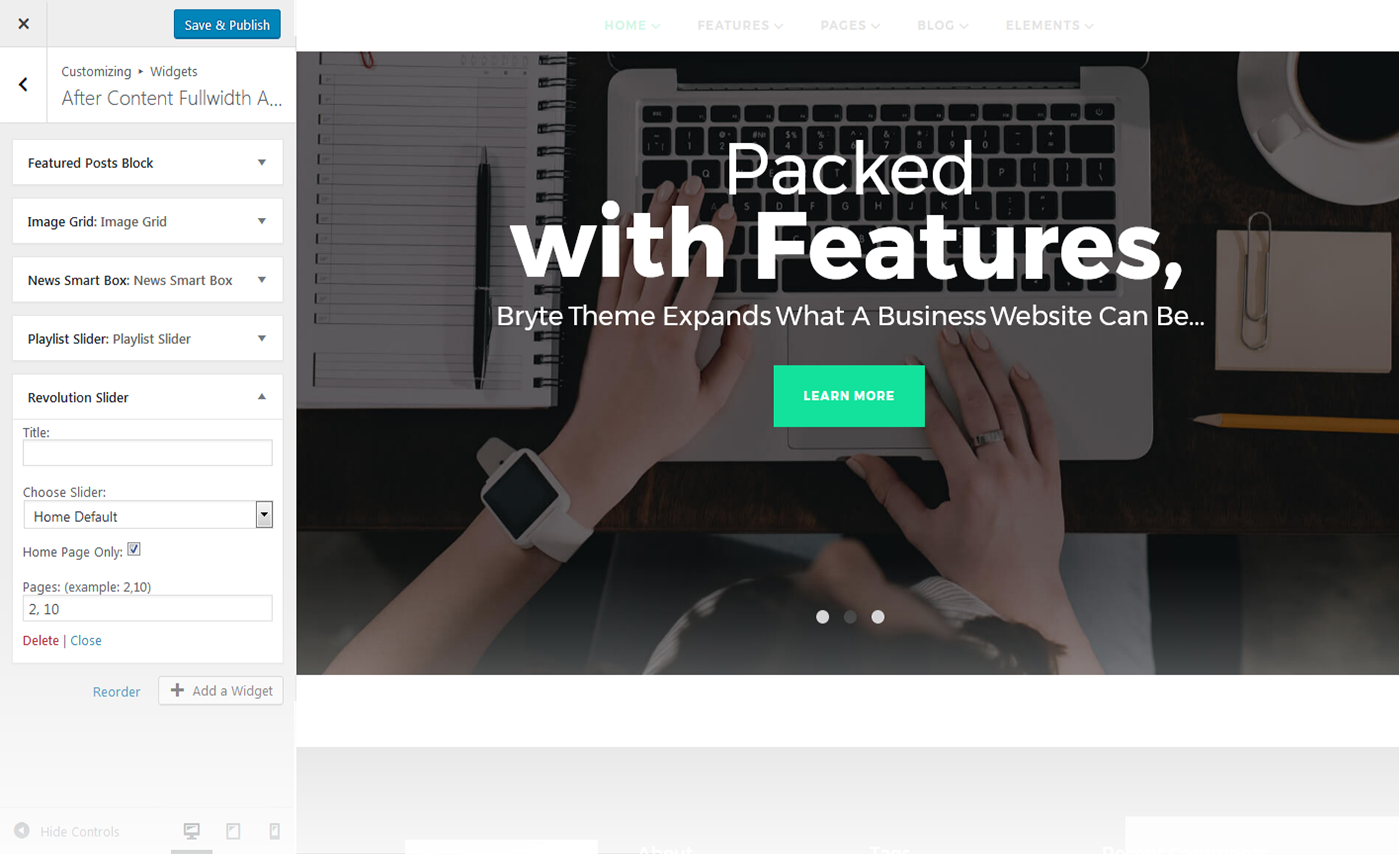 Save & Publish
Customizing ▸ Widgets
After Content Fullwidth A...
Featured Posts Block
Image Grid: Image Grid
News Smart Box: News Smart Box
Playlist Slider: Playlist Slider
Revolution Slider
Title:
Choose Slider:
Home Default
Home Page Only:
Pages: (example: 2,10)
2, 10
Delete | Close
Reorder
Add a Widget
Hide Controls
HOME FEATURES PAGES BLOG ELEMENTS
Packed
with Features,
Bryte Theme Expands What A Business Website Can Be...
LEARN MORE
About Tags